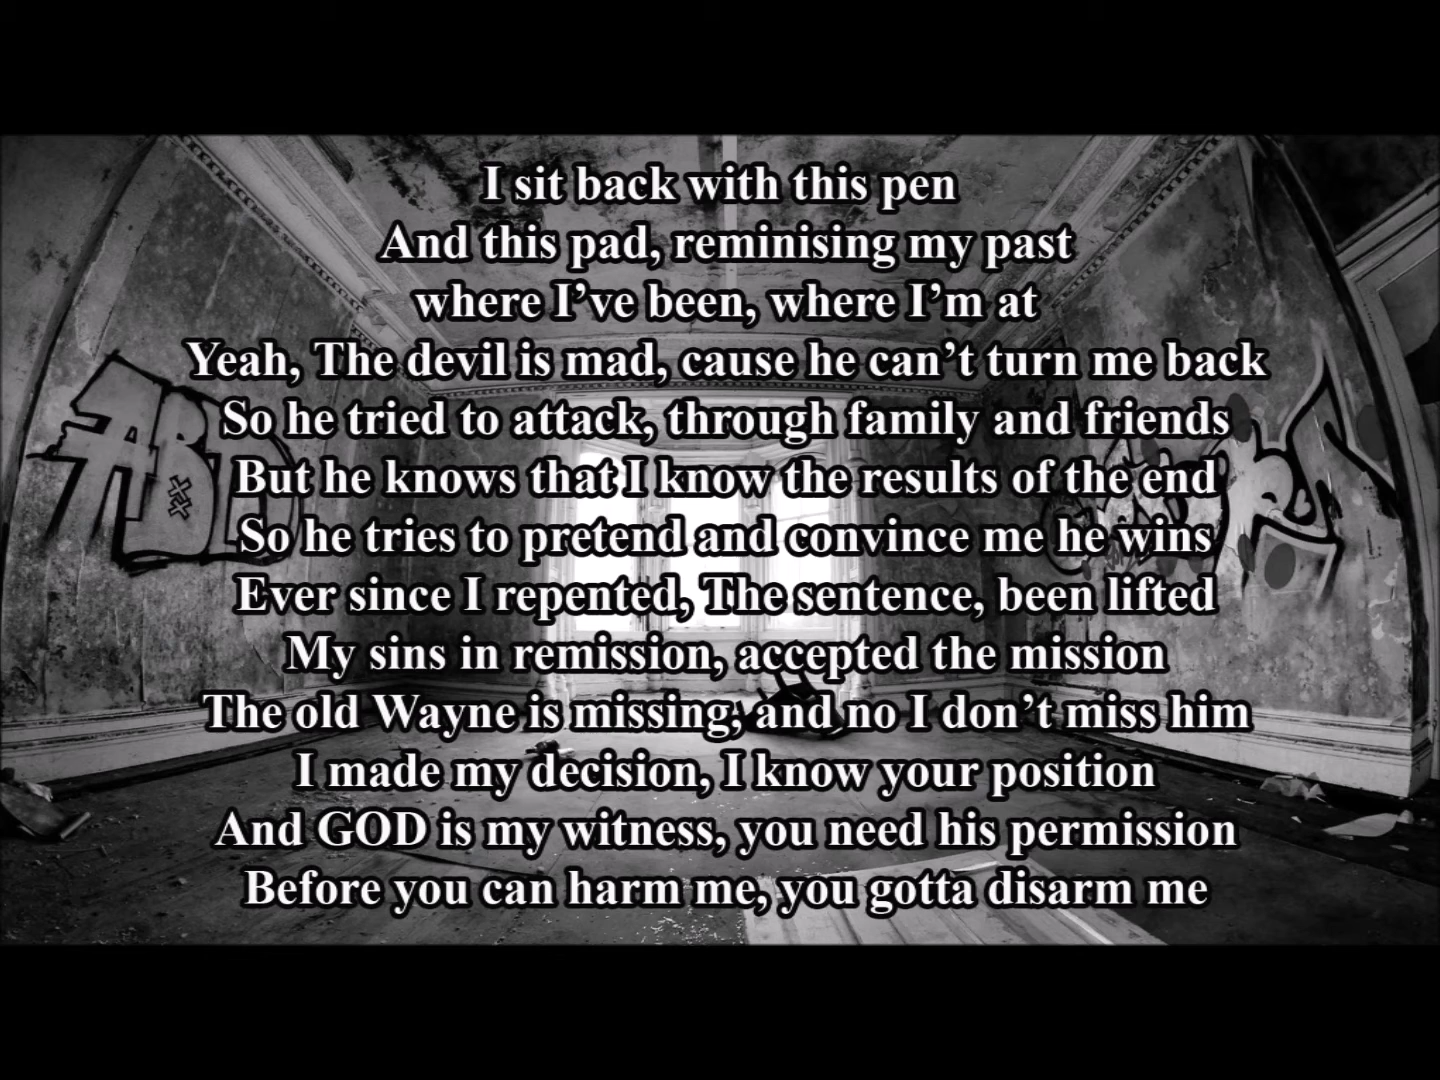 I sit back with this pen
And this pad, reminising my past
where I’ve been, where I’m at
Yeah, The devil is mad, cause he can’t turn me back
So he tried to attack, through family and friends
But he knows that I know the results of the end
So he tries to pretend and convince me he wins
Ever since I repented, The sentence, been lifted
My sins in remission, accepted the mission
The old Wayne is missing, and no I don’t miss him
I made my decision, I know your position
And GOD is my witness, you need his permission
Before you can harm me, you gotta disarm me